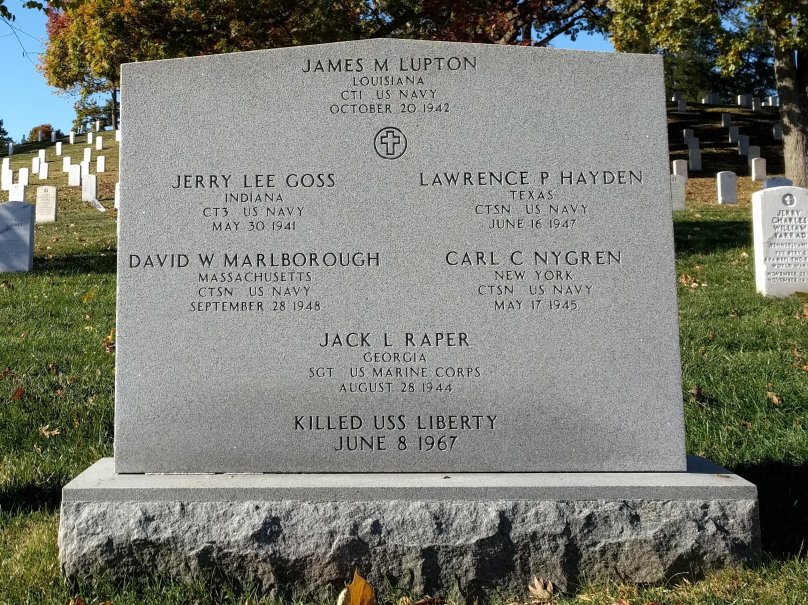 JAMES M LUPTON
LOUISIANA
CT1 US NAVY
OCTOBER 20 1942
JERRY LEE GOSS
INDIANA
CT3 US NAVY
MAY 30 1941
LAWRENCE P HAYDEN
TEXAS
CTSN US NAVY
JUNE 16 1947
DAVID W MARLBOROUGH
MASSACHUSETTS
CTSN US NAVY
SEPTEMBER 28 1948
CARL C NYGREN
NEW YORK
CTSN US NAVY
MAY 17 1945
JACK L RAPER
GEORGIA
SGT US MARINE CORPS
AUGUST 28 1944
KILLED USS LIBERTY
JUNE 8 1967
JERRY
CHARLES
WILLIAM